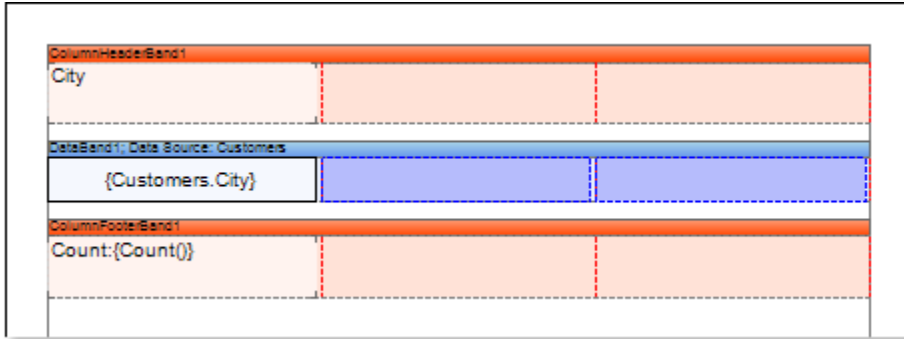 ColumnHeaderBand1
City
DataBand1; Data Source: Customers
{Customers.City}
ColumnFooterBand1
Count:{Count()}